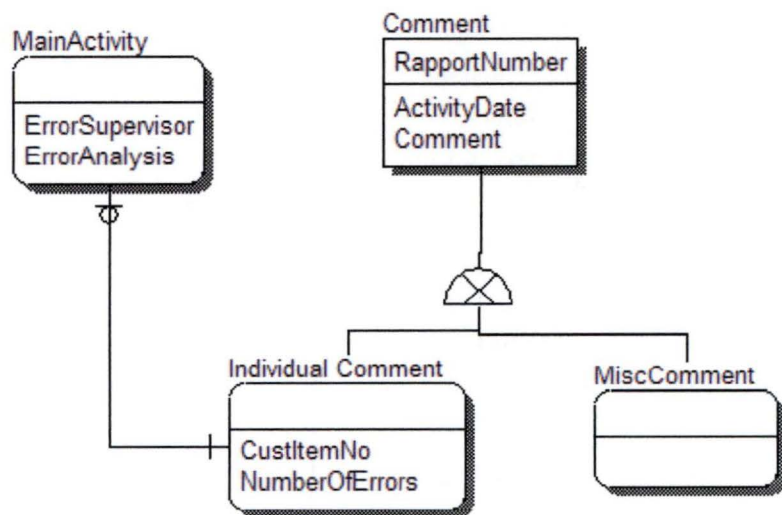 MainActivity
ErrorSupervisor
ErrorAnalysis
Comment
RapportNumber
ActivityDate
Comment
Individual Comment
CustItemNo
NumberOfErrors
MiscComment